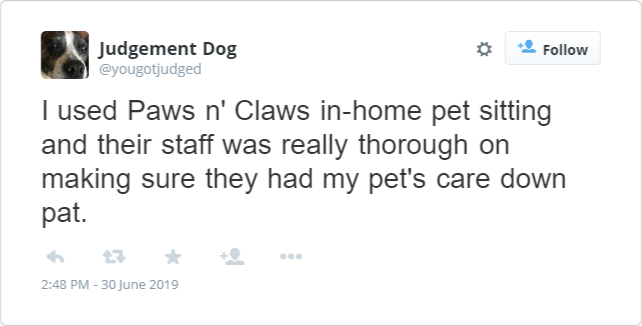 Judgement Dog
@yougotjudged
Follow
I used Paws n' Claws in-home pet sitting
and their staff was really thorough on
making sure they had my pet's care down
pat.
2:48 PM - 30 June 2019